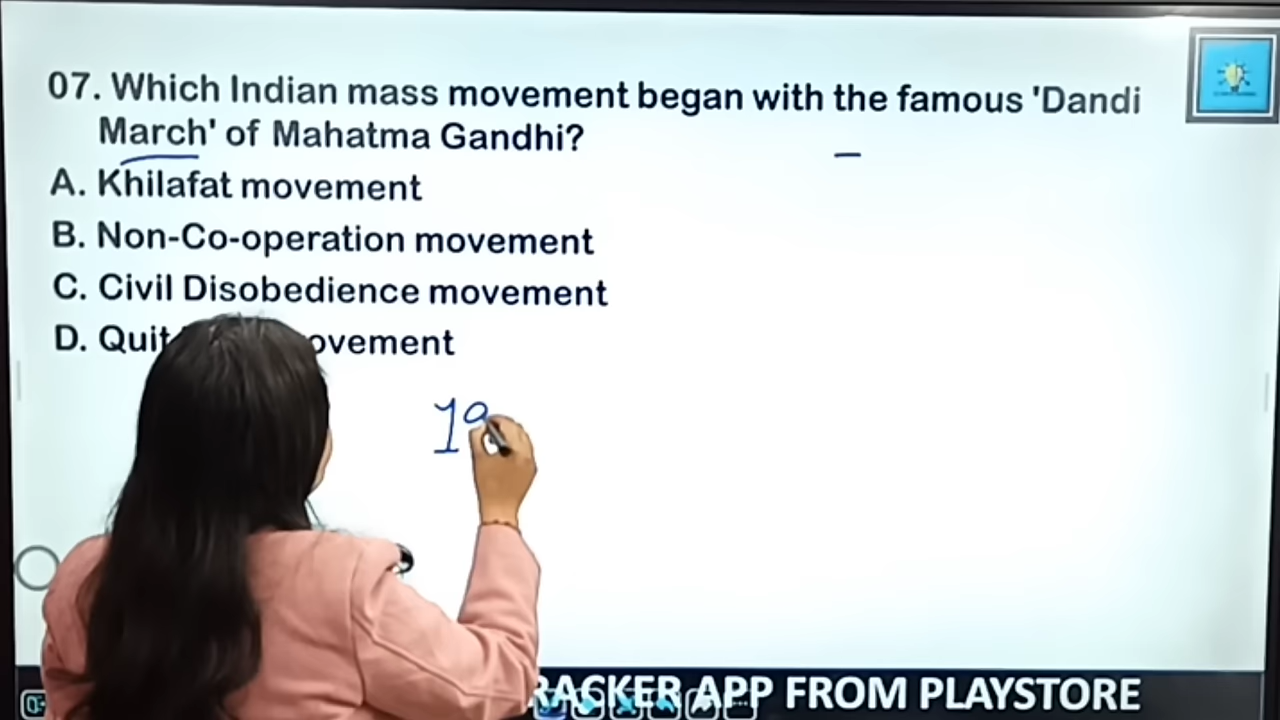 07. Which Indian mass movement began with the famous 'Dandi
March' of Mahatma Gandhi?
A. Khilafat movement
B. Non-Co-operation movement
C. Civil Disobedience movement
D. Quit ovement
19
RACKER APP FROM PLAYSTORE